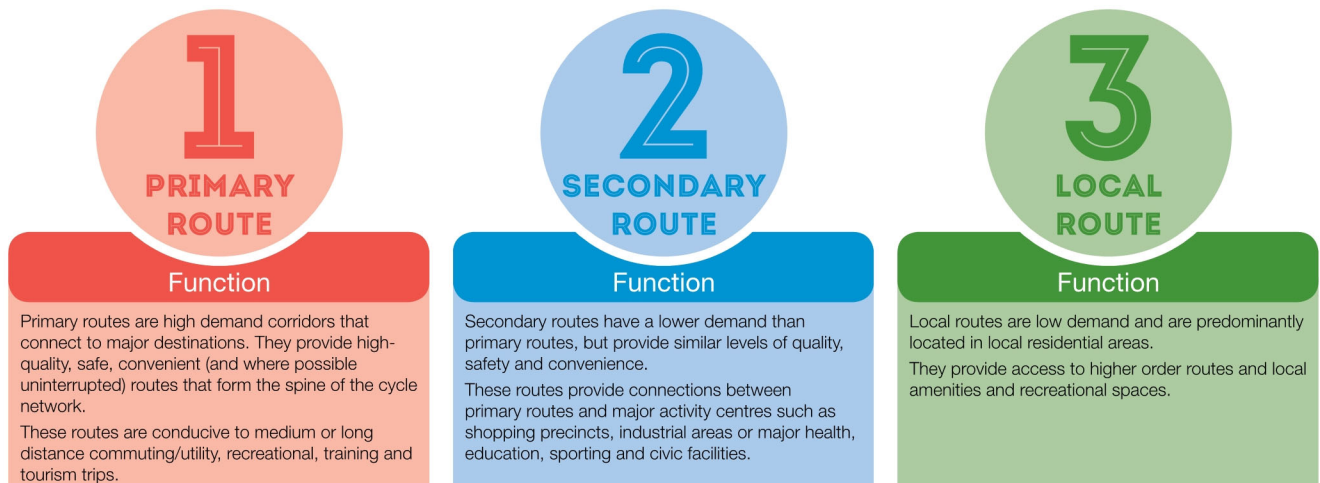 1
PRIMARY
ROUTE
Function
Primary routes are high demand corridors that
connect to major destinations. They provide high-
quality, safe, convenient (and where possible
uninterrupted) routes that form the spine of the cycle
network.
These routes are conducive to medium or long
distance commuting/utility, recreational, training and
tourism trips.
2
SECONDARY
ROUTE
Function
Secondary routes have a lower demand than
primary routes, but provide similar levels of quality,
safety and convenience.
These routes provide connections between
primary routes and major activity centres such as
shopping precincts, industrial areas or major health,
education, sporting and civic facilities.
3
LOCAL
ROUTE
Function
Local routes are low demand and are predominantly
located in local residential areas.
They provide access to higher order routes and local
amenities and recreational spaces.